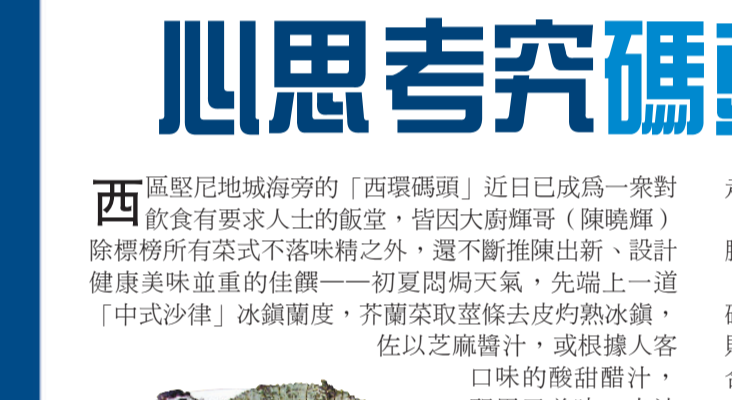 心思考究碼
西區堅尼地城海旁的「西環碼頭」近日已成為一衆對
飲食有要求人士的飯堂，皆因大廚輝哥（陳曉輝）
除標榜所有菜式不落味精之外，還不斷推陳出新、設計
健康美味並重的佳饌——初夏悶焗天氣，先端上一道
「中式沙律」冰鎮蘭度，芥蘭菜取莖條去皮灼熟冰鎮，
佐以芝麻醬汁，或根據人客
口味的酸甜醋汁，